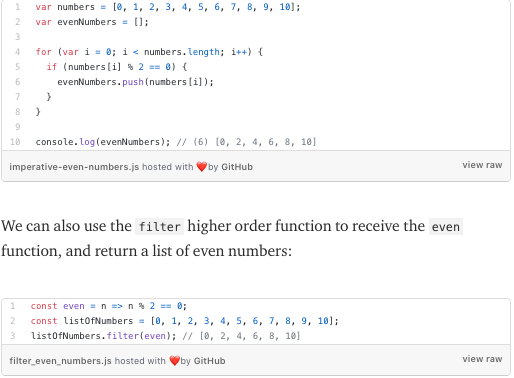 1 var numbers = [0, 1, 2, 3, 4, 5, 6, 7, 8, 9, 10];
2 var evenNumbers = [];
3
4 for (var i = 0; i < numbers.length; i++) {
5   if (numbers[i] % 2 == 0) {
6     evenNumbers.push(numbers[i]);
7   }
8 }
9
10 console.log(evenNumbers); // (6) [0, 2, 4, 6, 8, 10]
imperative-even-numbers.js hosted with ❤️by GitHub view raw
We can also use the filter higher order function to receive the even
function, and return a list of even numbers:
1 const even = n => n % 2 == 0;
2 const listOfNumbers = [0, 1, 2, 3, 4, 5, 6, 7, 8, 9, 10];
3 listOfNumbers.filter(even); // [0, 2, 4, 6, 8, 10]
filter_even_numbers.js hosted with ❤️by GitHub view raw